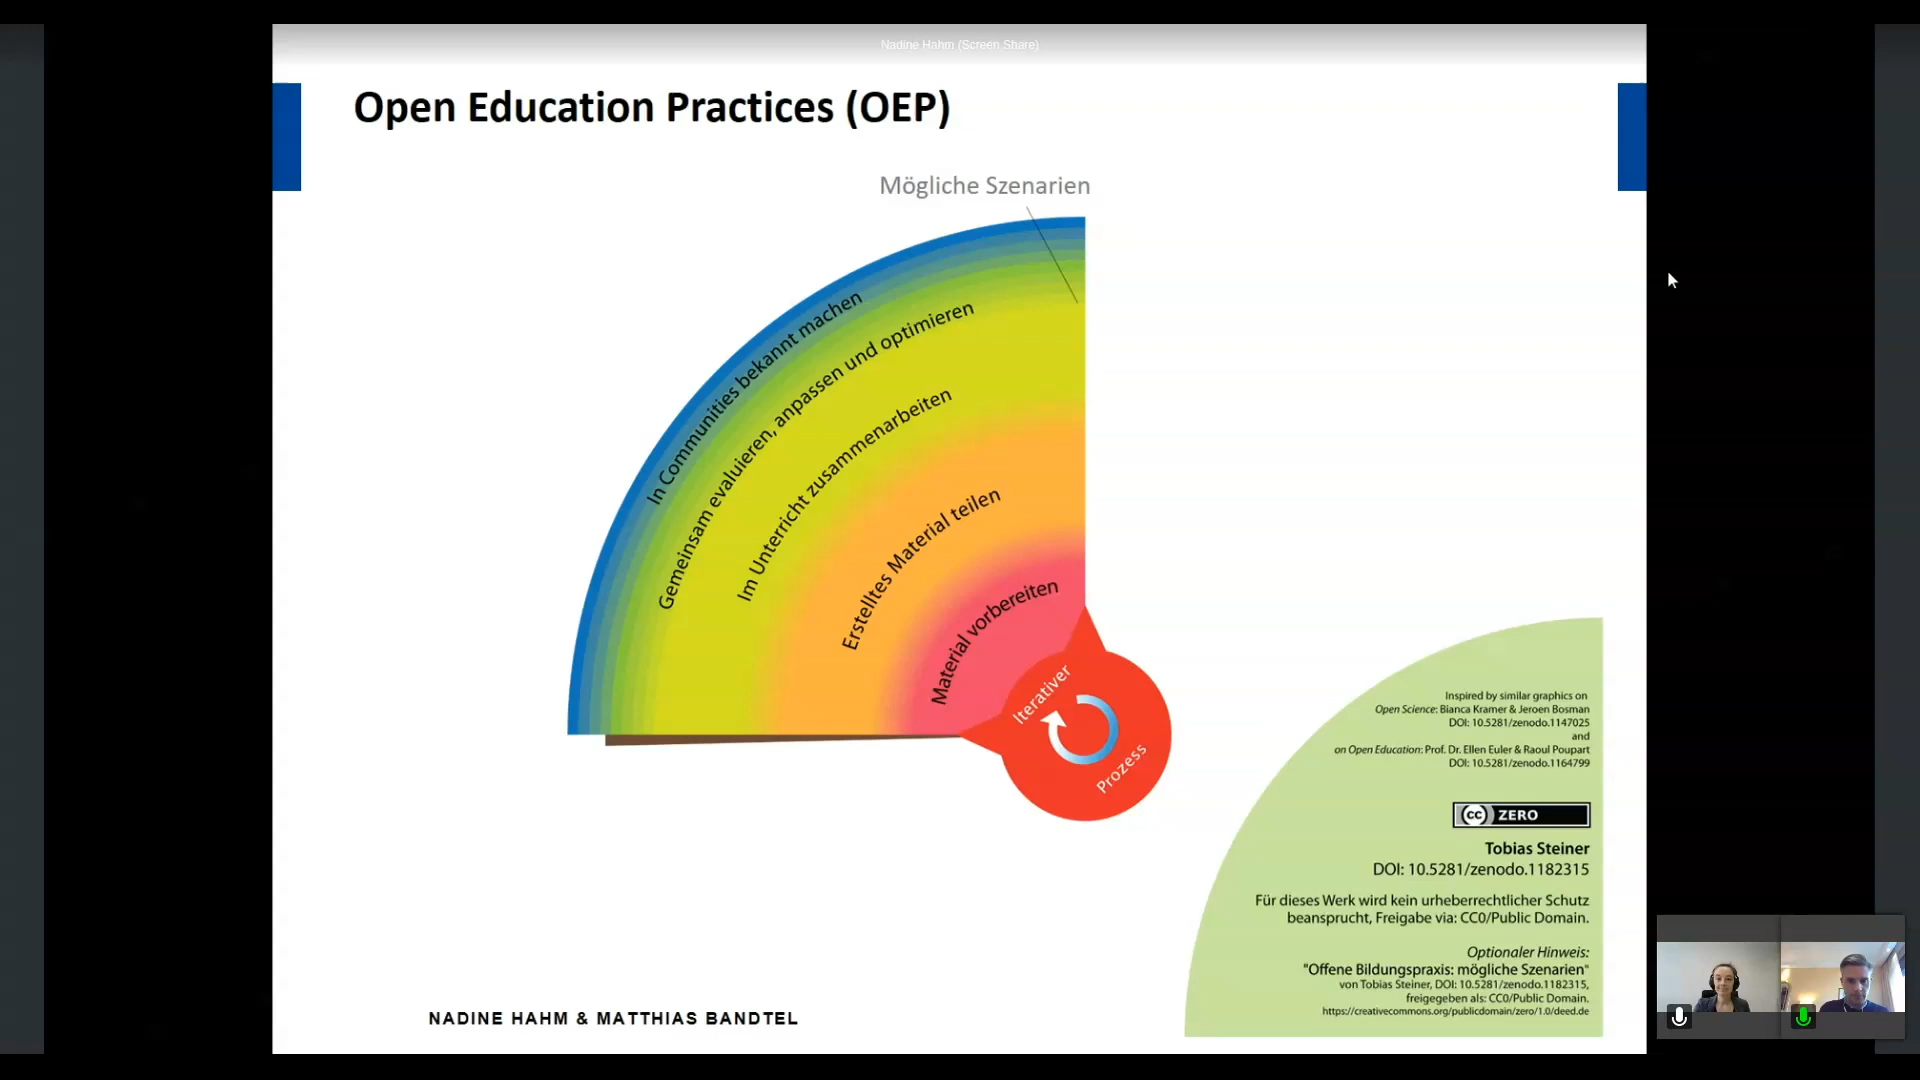 Nadine Hahm (Screen Share)
Open Education Practices (OEP)
Mögliche Szenarien
In Communities bekannt machen
Gemeinsam evaluieren, anpassen und optimieren
Im Unterricht zusammenarbeiten
Erstelltes Material teilen
Material vorbereiten
Iterativer
Prozess
Inspired by similar graphics on
Open Science: Bianca Kramer & Jeroen Bosman
DOI: 10.5281/zenodo.1147025
and
on Open Education: Prof. Dr. Ellen Euler & Raoul Poupart
DOI: 10.5281/zenodo.1164799
cc ZERO
Tobias Steiner
DOI: 10.5281/zenodo.1182315
Für dieses Werk wird kein urheberrechtlicher Schutz
beansprucht, Freigabe via: CC0/Public Domain.
Optionaler Hinweis:
"Offene Bildungspraxis: mögliche Szenarien"
von Tobias Steiner, DOI: 10.5281/zenodo.1182315,
freigegeben als: CC0/Public Domain.
https://creativecommons.org/publicdomain/zero/1.0/deed.de
NADINE HAHM & MATTHIAS BANDTEL